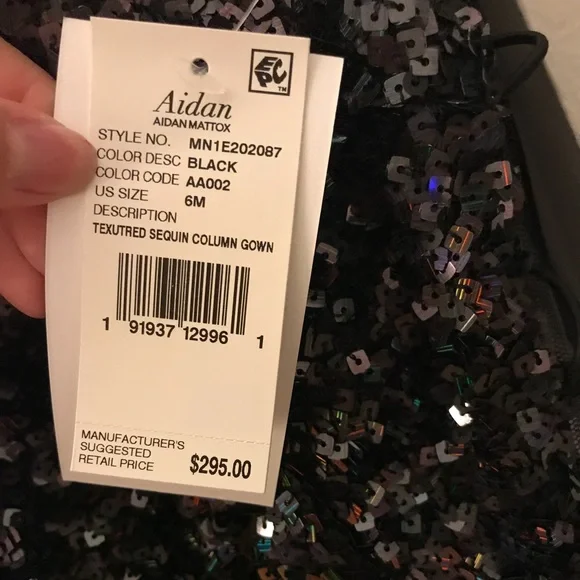 EPC
TM
Aidan
AIDAN MATTOX
STYLE NO. MN1E202087
COLOR DESC BLACK
COLOR CODE AA002
US SIZE 6M
DESCRIPTION
TEXUTRED SEQUIN COLUMN GOWN
1 91937 12996 1
MANUFACTURER'S
SUGGESTED
RETAIL PRICE $295.00